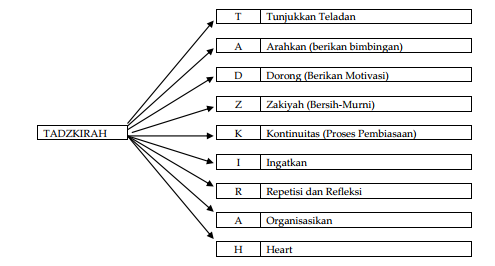 T Tunjukkan Teladan
A Arahkan (berikan bimbingan)
D Dorong (Berikan Motivasi)
Z Zakiyah (Bersih-Murni)
TADZKIRAH
K Kontinuitas (Proses Pembiasaan)
I Ingatkan
R Repetisi dan Refleksi
A Organisasikan
H Heart